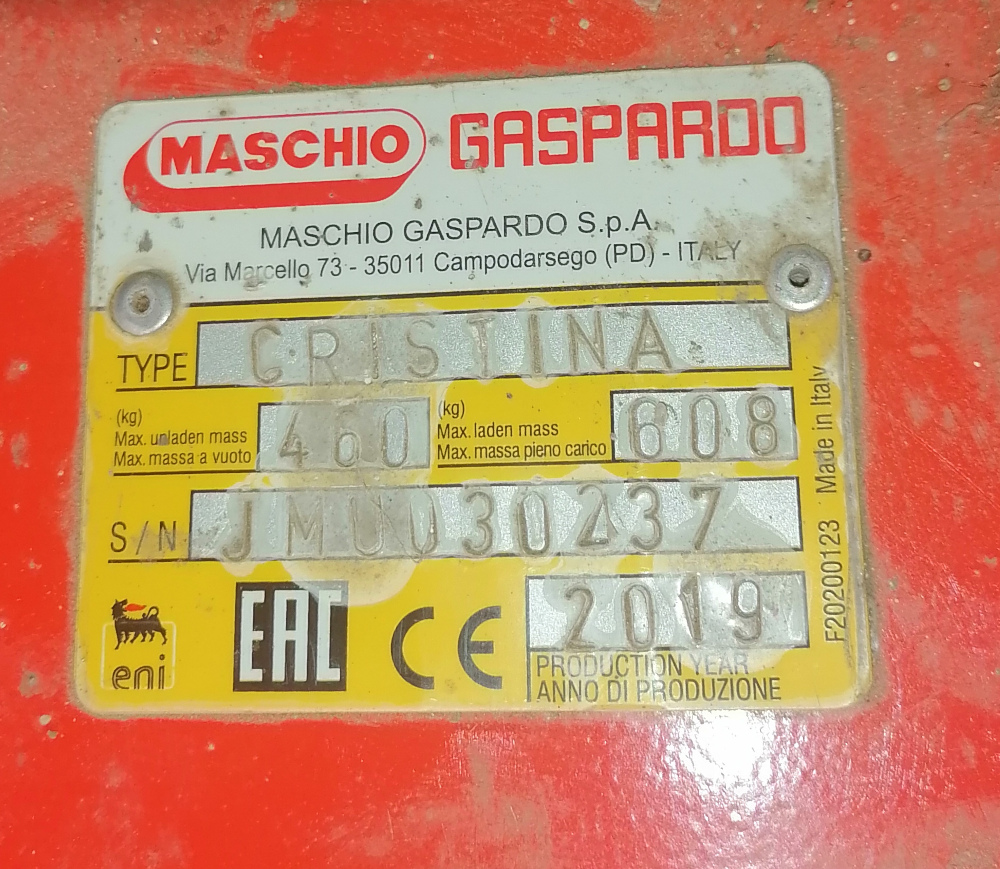 MASCHIO GASPARDO
MASCHIO GASPARDO S.p.A.
Via Marcello 73 - 35011 Campodarsego (PD) - ITALY
TYPE CRISTINA
(kg)
Max. unladen mass
Max. massa a vuoto
460
(kg)
Max. laden mass
Max. massa pieno carico
608
S/N JMU030237
eni
EAC
CE
2019
PRODUCTION YEAR
ANNO DI PRODUZIONE
F20200123 Made in Italy